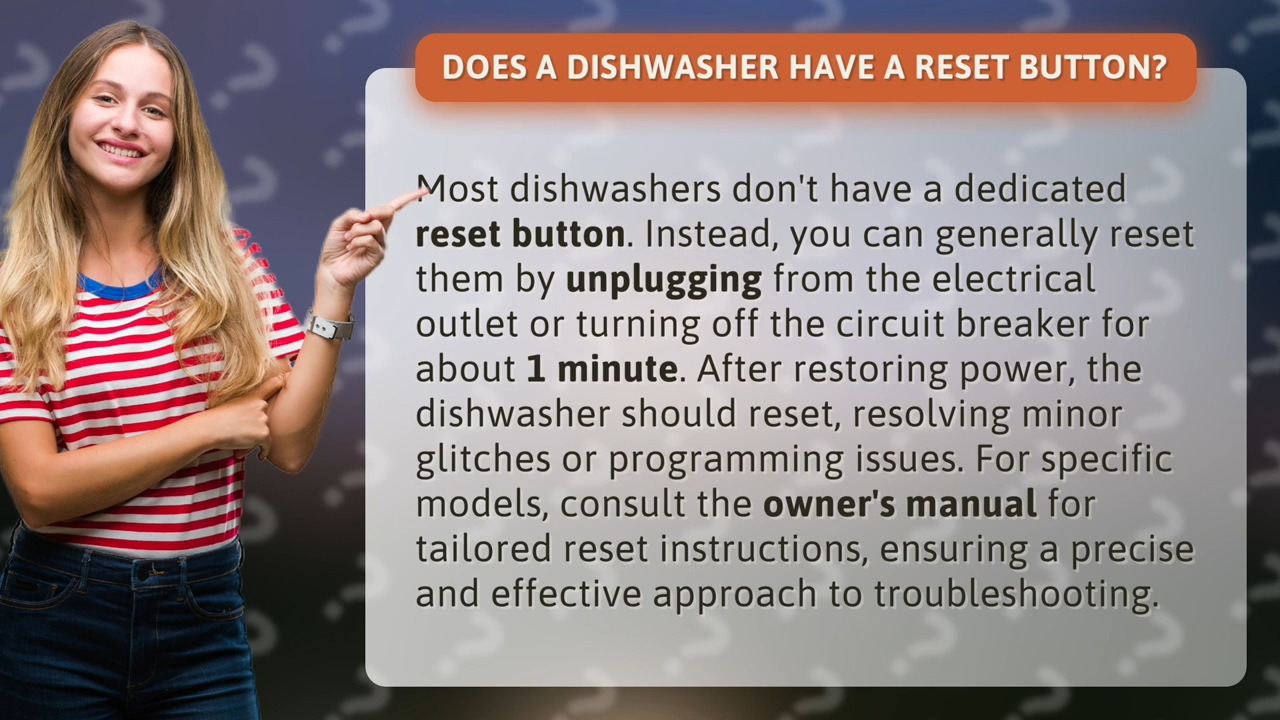 DOES A DISHWASHER HAVE A RESET BUTTON?
Most dishwashers don't have a dedicated
reset button. Instead, you can generally reset
them by unplugging from the electrical
outlet or turning off the circuit breaker for
about 1 minute. After restoring power, the
dishwasher should reset, resolving minor
glitches or programming issues. For specific
models, consult the owner's manual for
tailored reset instructions, ensuring a precise
and effective approach to troubleshooting.